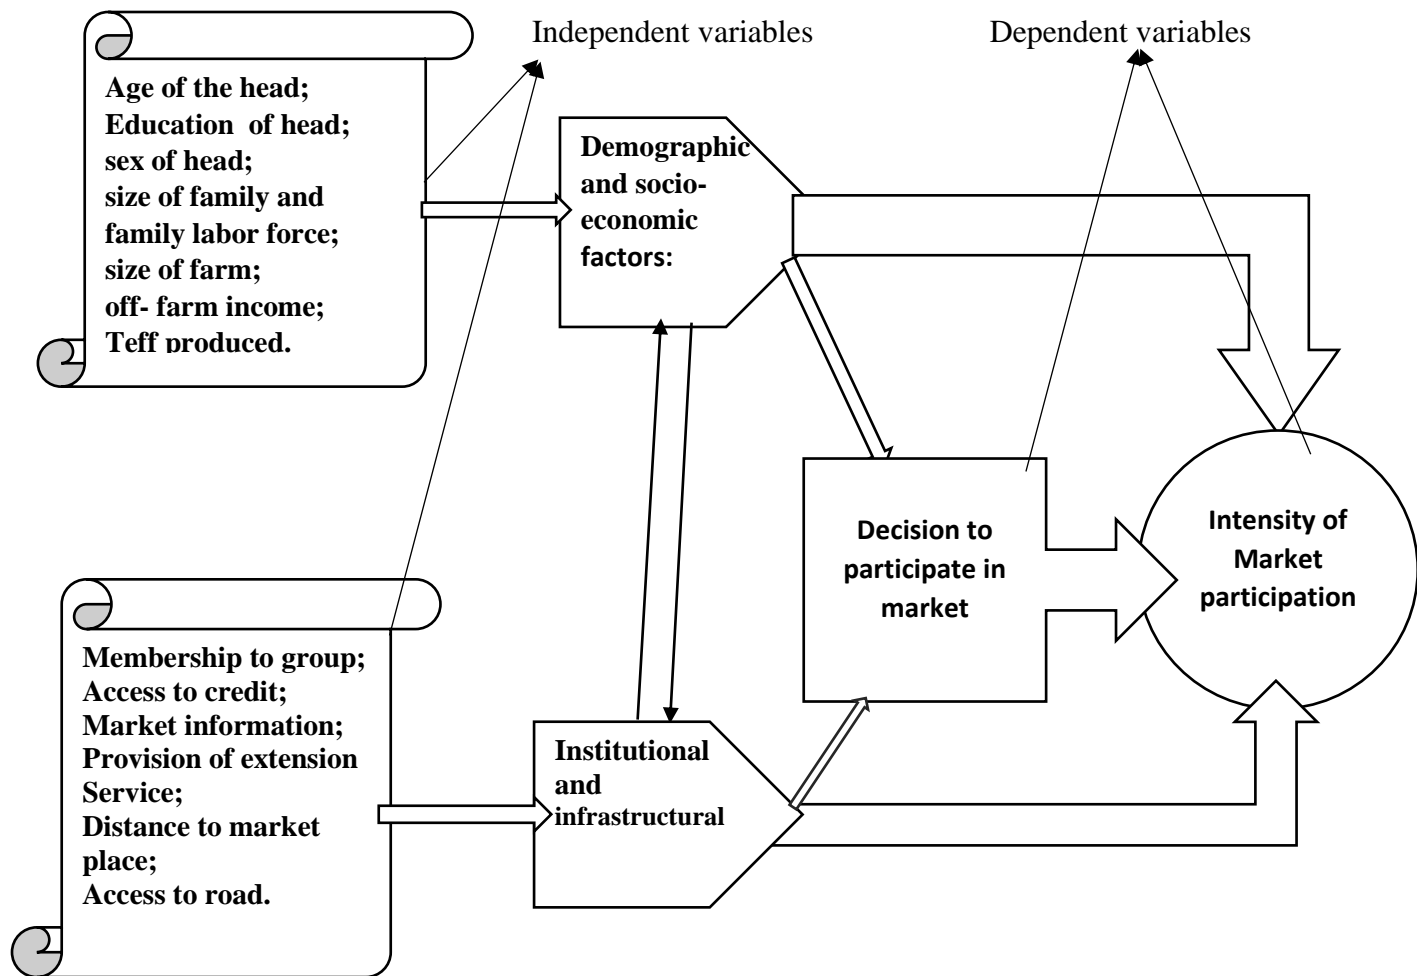 Independent variables
Dependent variables
Age of the head;
Education of head;
sex of head;
size of family and
family labor force;
size of farm;
off- farm income;
Teff produced.
Demographic
and socio-
economic
factors:
Decision to
participate in
market
Intensity of
Market
participation
Membership to group;
Access to credit;
Market information;
Provision of extension
Service;
Distance to market
place;
Access to road.
Institutional
and
infrastructural